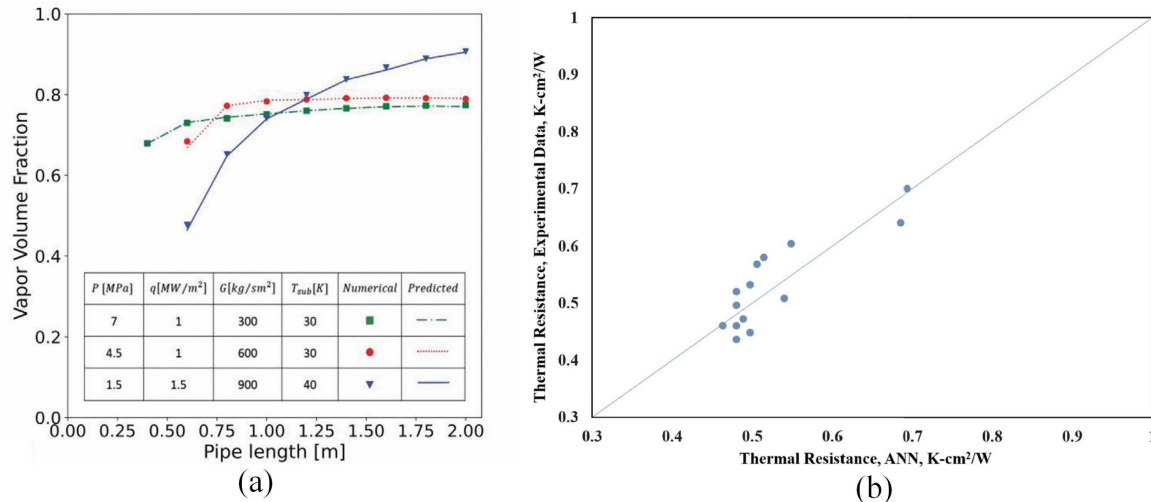 1.0
0.8
0.6
0.4
0.2
0.0
Vapor Volume Fraction
P [MPa] q[MW/m²] G[kg/sm²] T_sub[K] Numerical Predicted
7 1 300 30
4.5 1 600 30
1.5 1.5 900 40
0.00 0.25 0.50 0.75 1.00 1.25 1.50 1.75 2.00
Pipe length [m]
(a)
1
0.9
0.8
0.7
0.6
0.5
0.4
0.3
Thermal Resistance, Experimental Data, K-cm²/W
0.3 0.4 0.5 0.6 0.7 0.8 0.9 1
Thermal Resistance, ANN, K-cm²/W
(b)